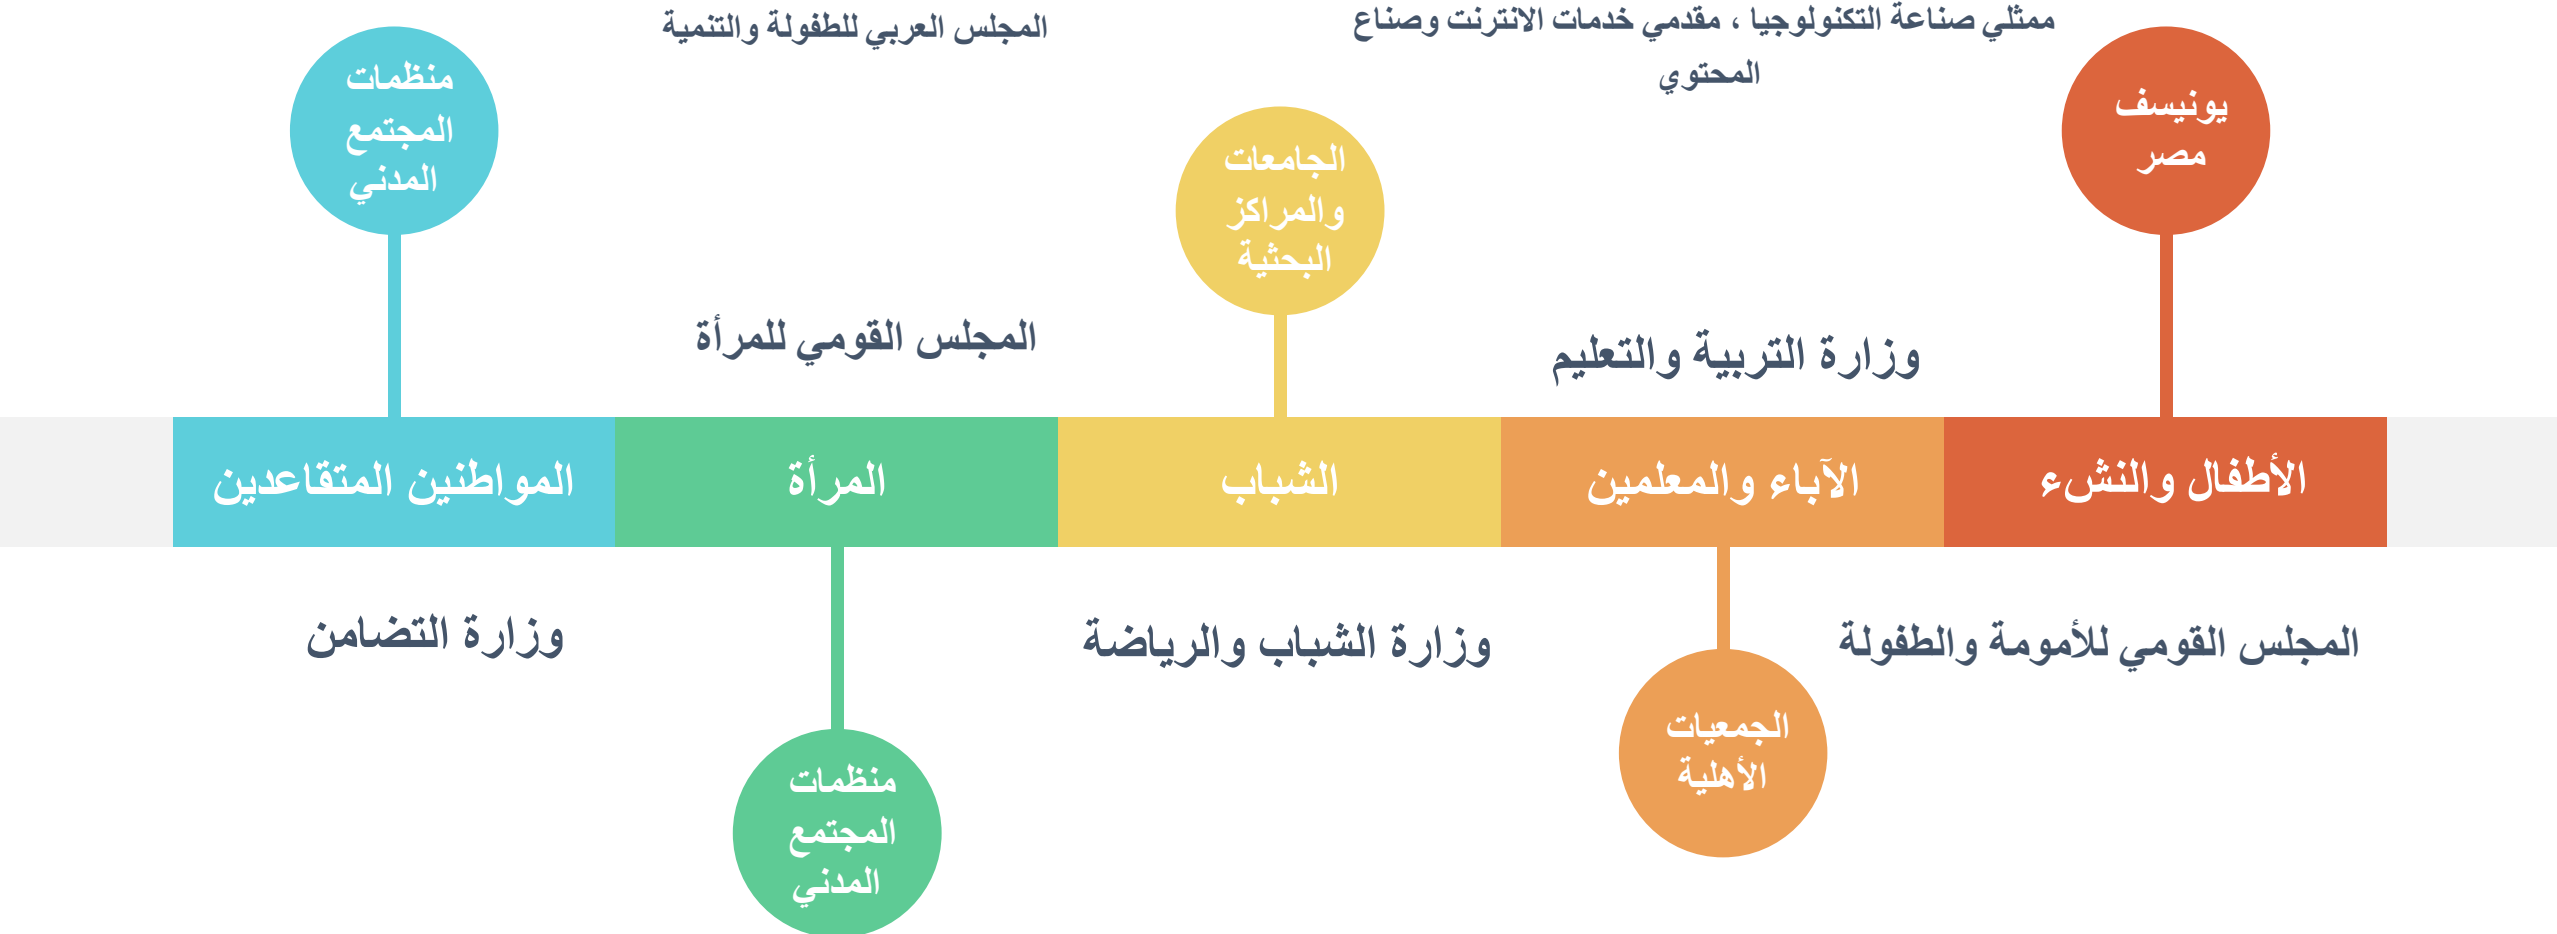 ممثلي صناعة التكنولوجيا ، مقدمي خدمات الانترنت وصناع
المحتوي
المجلس العربي للطفولة والتنمية
يونيسف
مصر
الجامعات
والمراكز
البحثية
منظمات
المجتمع
المدني
وزارة التربية والتعليم
المجلس القومي للمرأة
الأطفال والنشء
الآباء والمعلمين
الشباب
المرأة
المواطنين المتقاعدين
المجلس القومي للأمومة والطفولة
وزارة الشباب والرياضة
وزارة التضامن
الجمعيات
الأهلية
منظمات
المجتمع
المدني